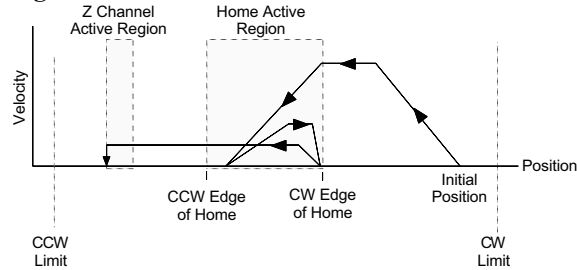 Z Channel
Active Region
Home Active
Region
Velocity
Position
CCW Edge
of Home
CW Edge
of Home
Initial
Position
CCW
Limit
CW
Limit